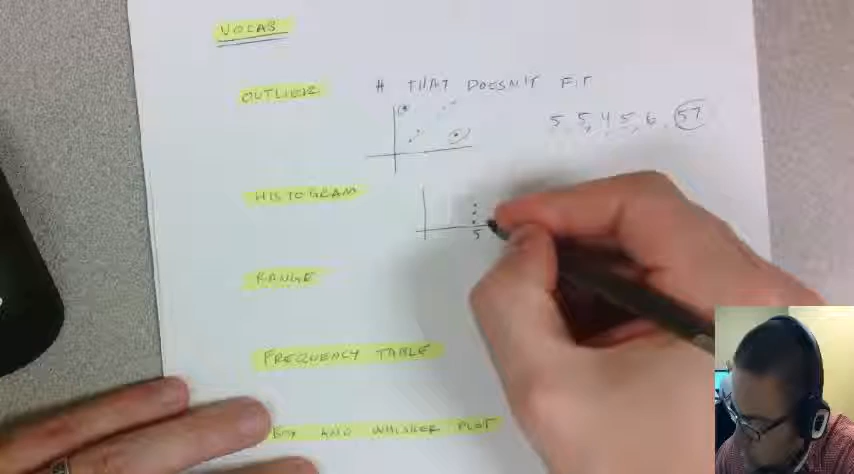 VOCAB
OUTLIER # THAT DOESN'T FIT
5, 5, 4, 5, 6, 57
HISTOGRAM
5
RANGE
FREQUENCY TABLE
BOX AND WHISKER PLOT